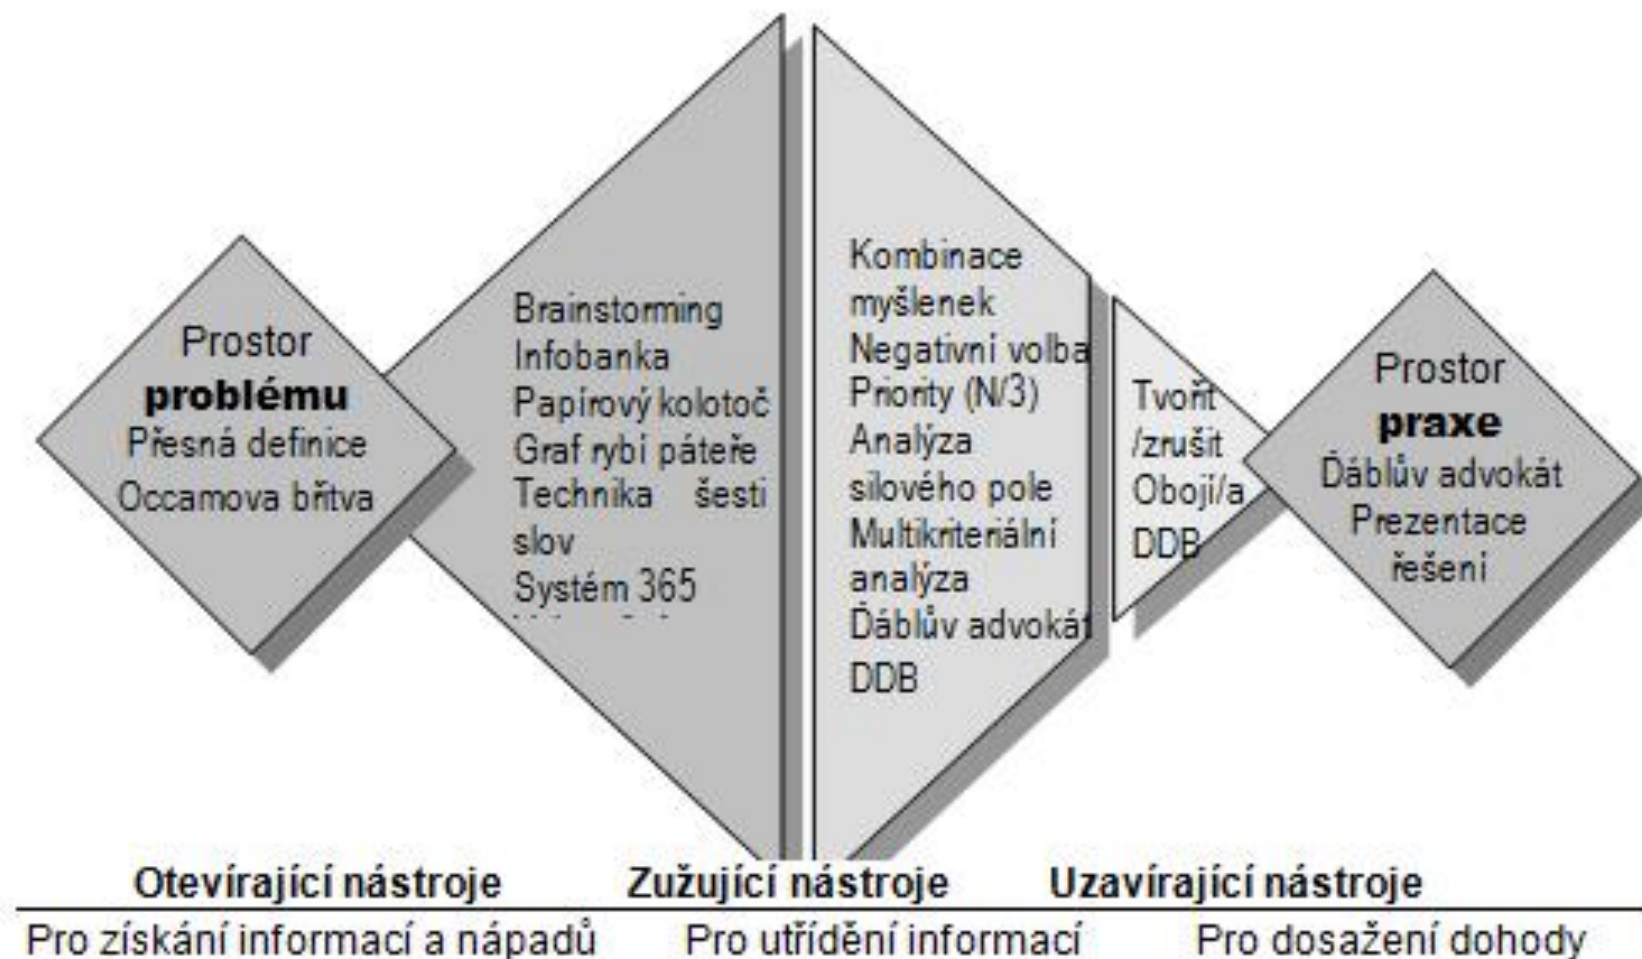 Prostor
problému
Přesná definice
Occamova břitva
Brainstorming
Infobanka
Papírový kolotoč
Graf rybí páteře
Technika šesti
slov
Systém 365
Kombinace
myšlenek
Negativní volba
Priority (N/3)
Analýza
silového pole
Multikriteriální
analýza
Ďáblův advokát
DDB
Tvořit
/zrušit
Obojí/a
DDB
Prostor
praxe
Ďáblův advokát
Prezentace
řešení
Otevírající nástroje Zužující nástroje Uzavírající nástroje
Pro získání informací a nápadů Pro utřídění informací Pro dosažení dohody